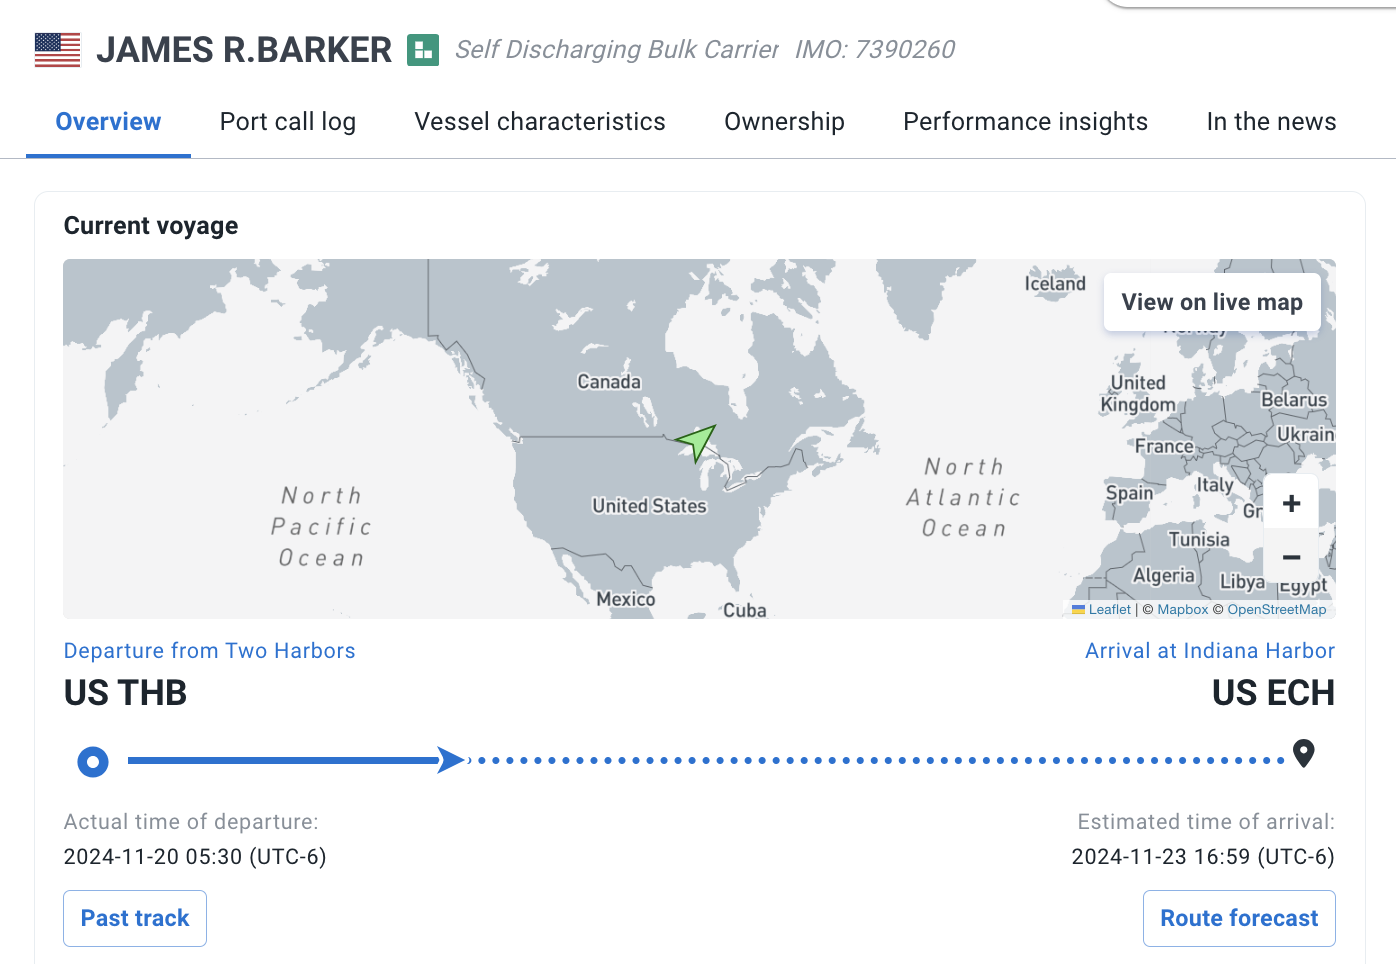 JAMES R.BARKER Self Discharging Bulk Carrier IMO: 7390260
Overview Port call log Vessel characteristics Ownership Performance insights In the news
Current voyage
Iceland
View on live map
Norway
Canada
United
Kingdom
Belarus
France
Ukrain
North
Pacific
Ocean
United States
North
Atlantic
Ocean
Spain
Italy
Gr
+
Tunisia
−
Algeria
Libya
Egypt
Mexico
Cuba
Leaflet | © Mapbox © OpenStreetMap
Departure from Two Harbors Arrival at Indiana Harbor
US THB US ECH
Actual time of departure: Estimated time of arrival:
2024-11-20 05:30 (UTC-6) 2024-11-23 16:59 (UTC-6)
Past track Route forecast